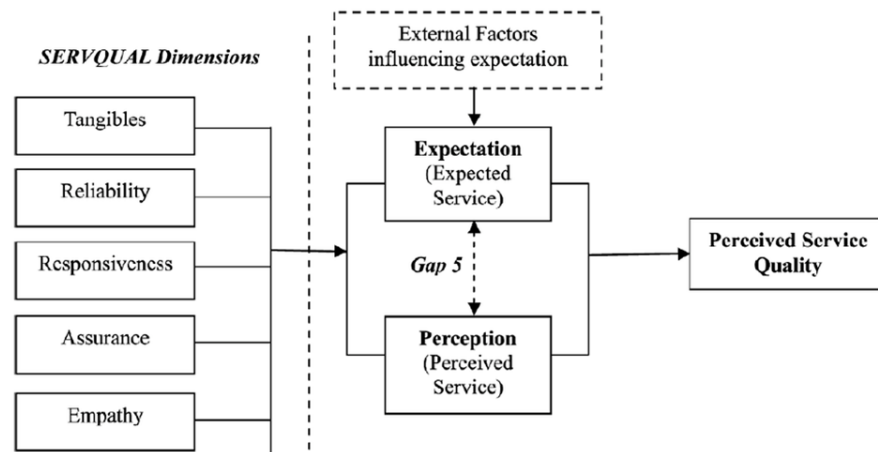 SERVQUAL Dimensions
Tangibles
Reliability
Responsiveness
Assurance
Empathy
External Factors
influencing expectation
Expectation
(Expected
Service)
Gap 5
Perception
(Perceived
Service)
Perceived Service
Quality